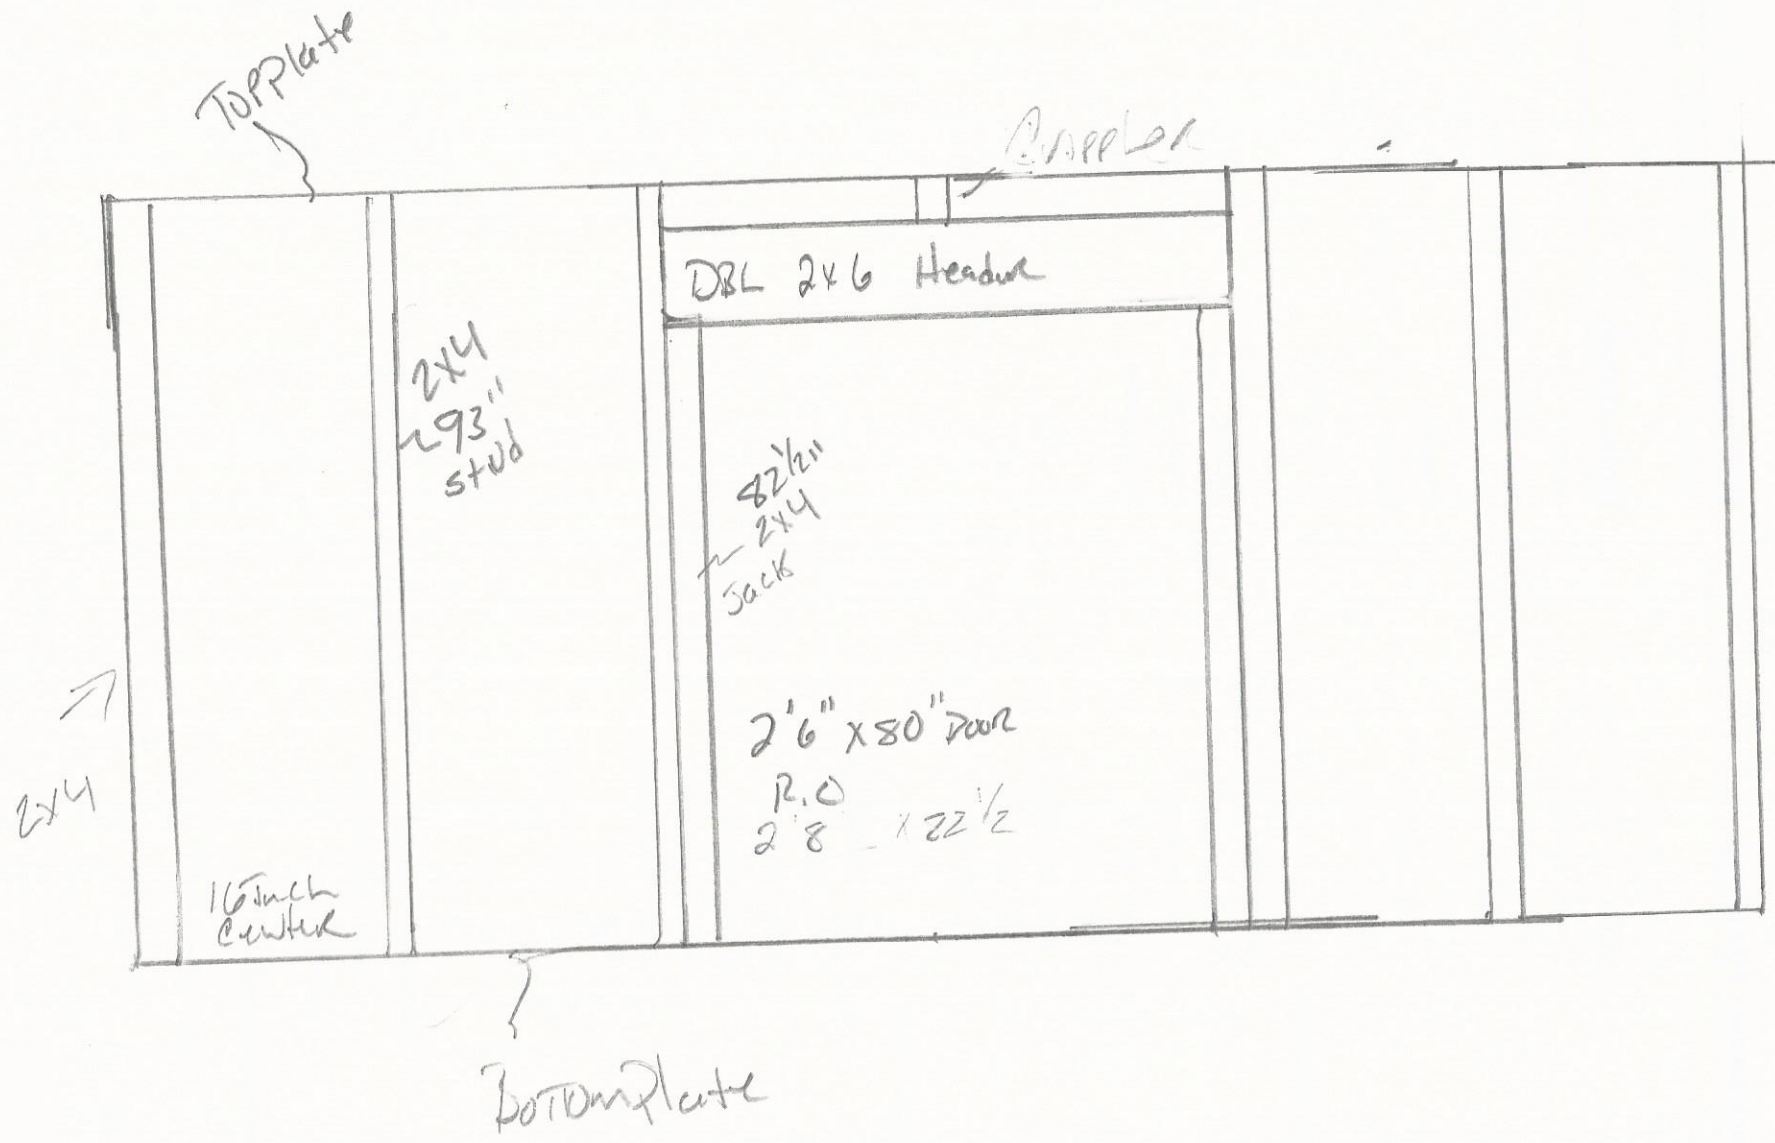 TOPPlate
Crippler
DBL 2x6 Header
2x4
93"
stud
82 1/2"
2x4
Jack
2'6" x 80" Door
R.O
2'8 x 22 1/2
2x4
16 Inch
Center
BOTTOMPlate